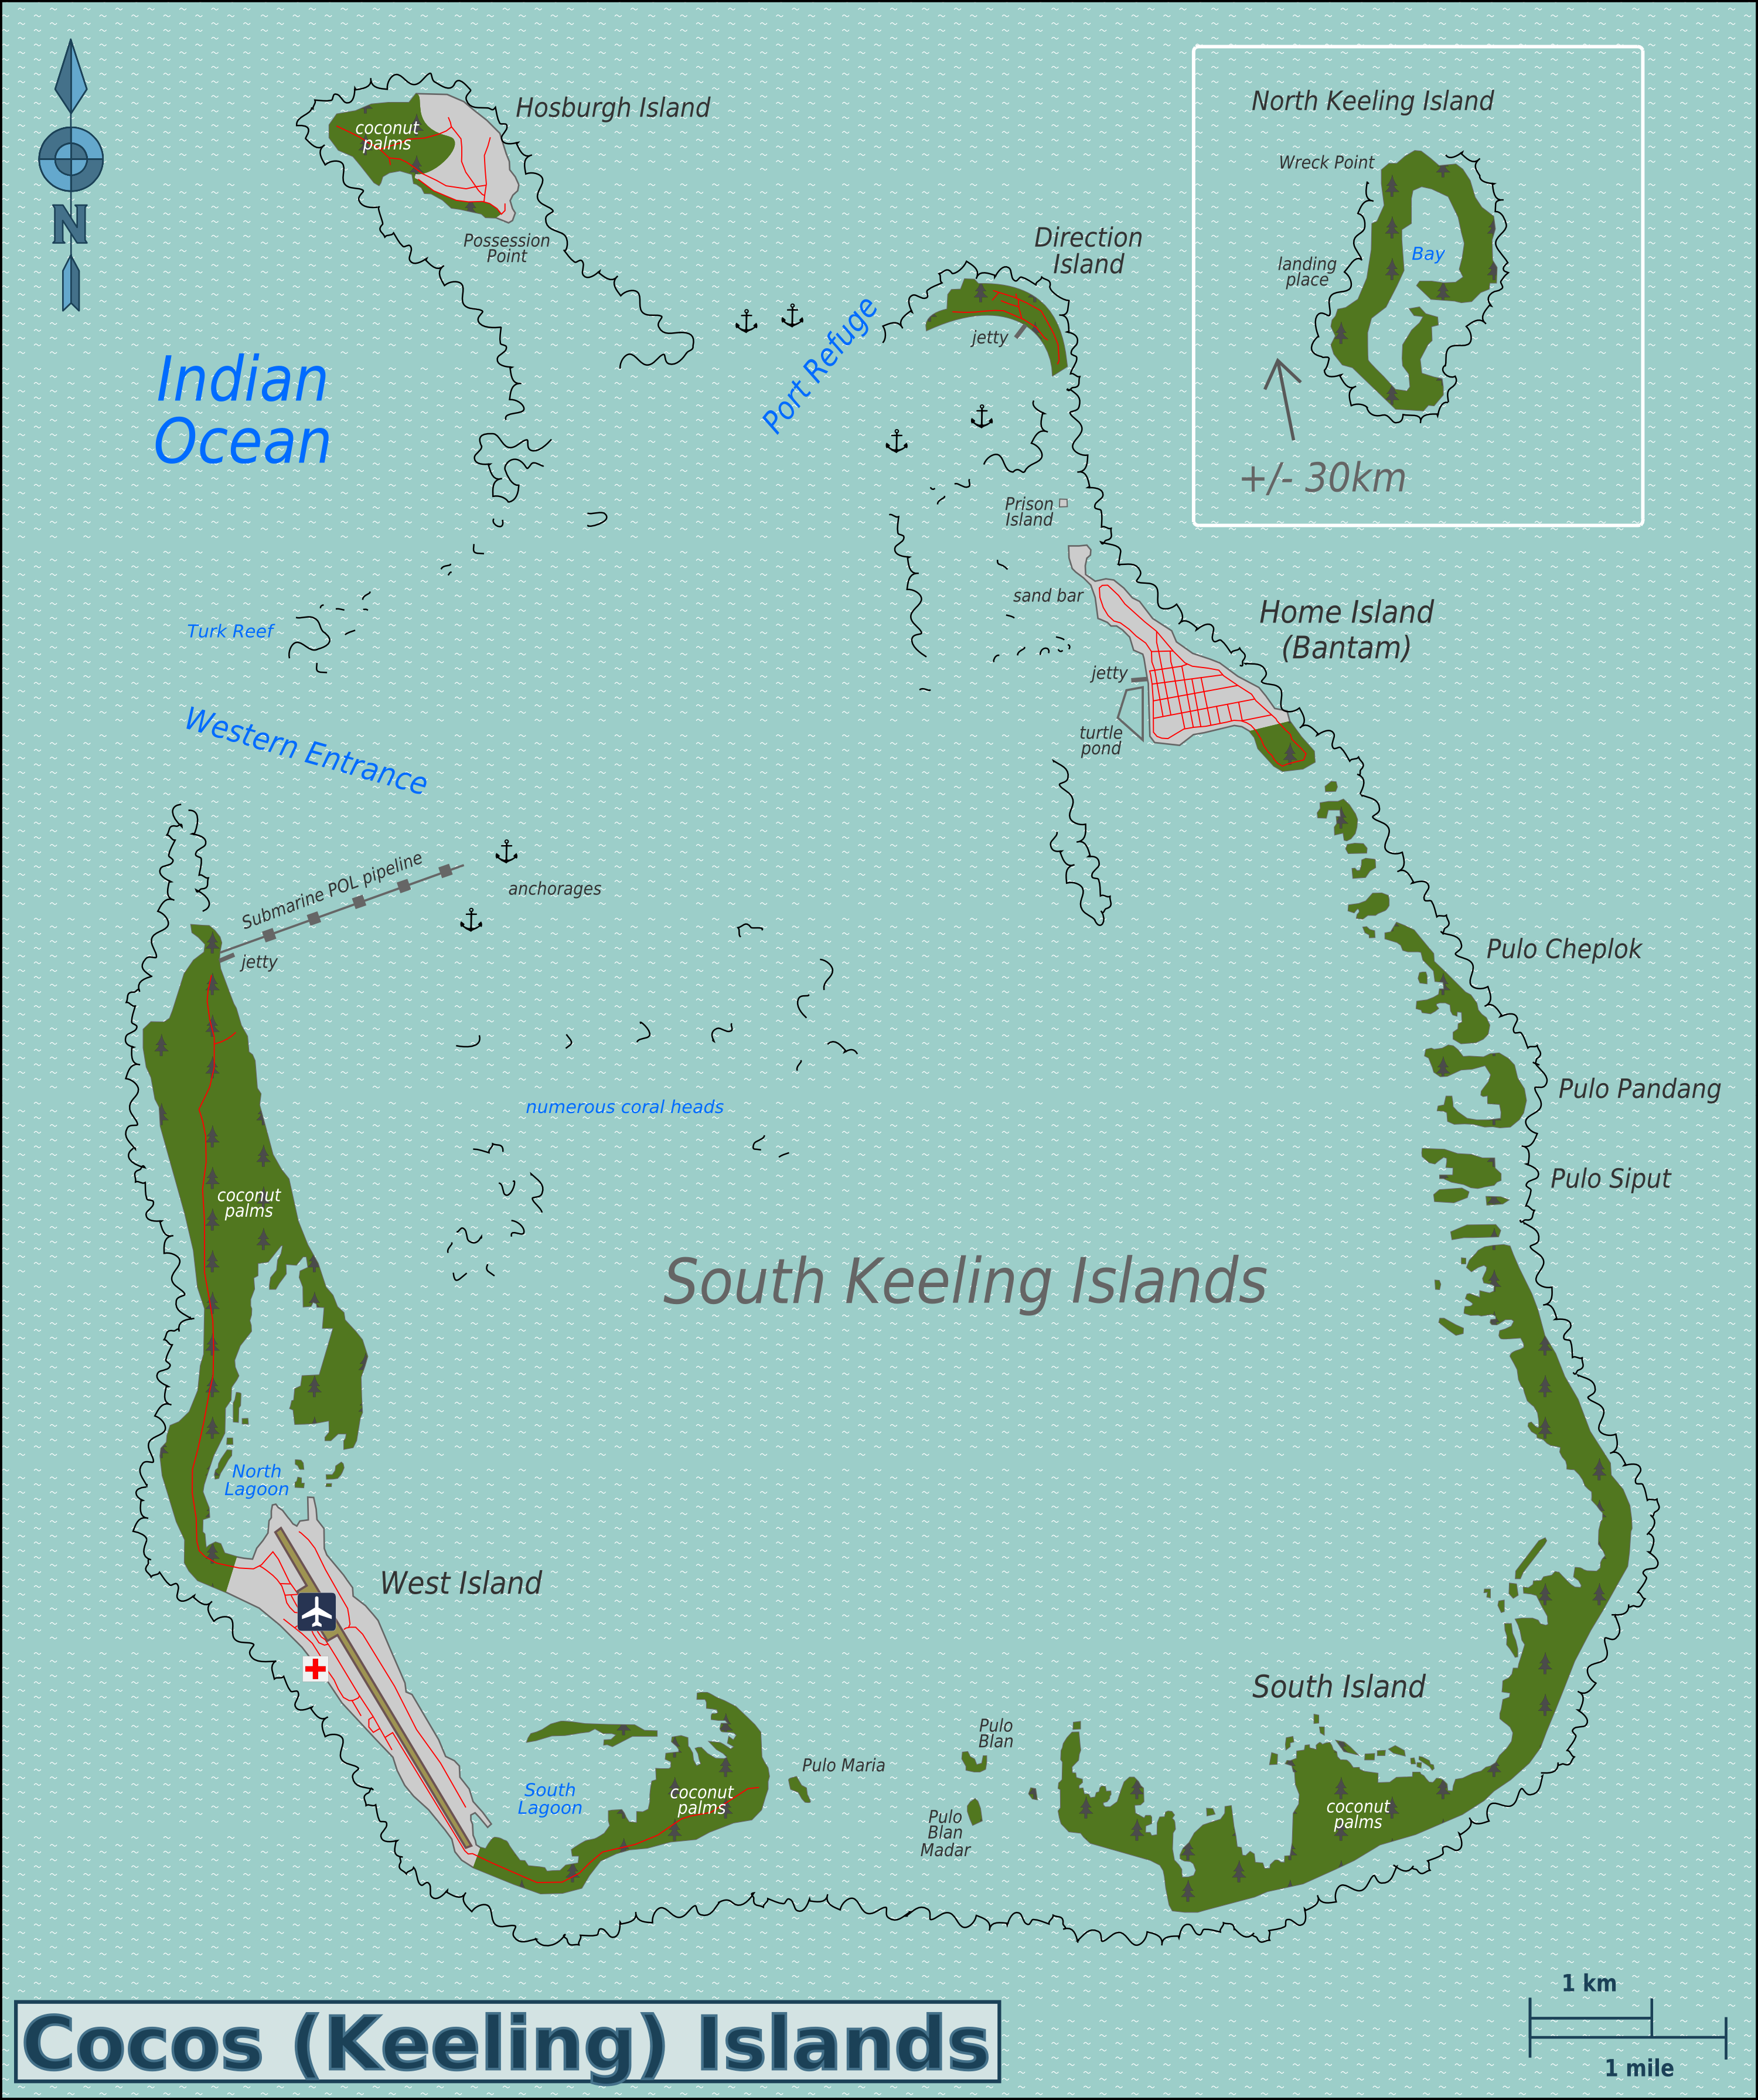 Hosburgh Island
coconut
palms
Possession
Point
N
Indian
Ocean
Direction
Island
jetty
Port Refuge
North Keeling Island
Wreck Point
Bay
landing
place
+/- 30km
Prison
Island
sand bar
Home Island
(Bantam)
jetty
turtle
pond
Turk Reef
Western Entrance
Submarine POL pipeline
anchorages
jetty
Pulo Cheplok
Pulo Pandang
Pulo Siput
numerous coral heads
coconut
palms
South Keeling Islands
North
Lagoon
West Island
South Island
Pulo
Blan
Pulo Maria
South
Lagoon
coconut
palms
Pulo
Blan
Madar
coconut
palms
1 km
1 mile
Cocos (Keeling) Islands